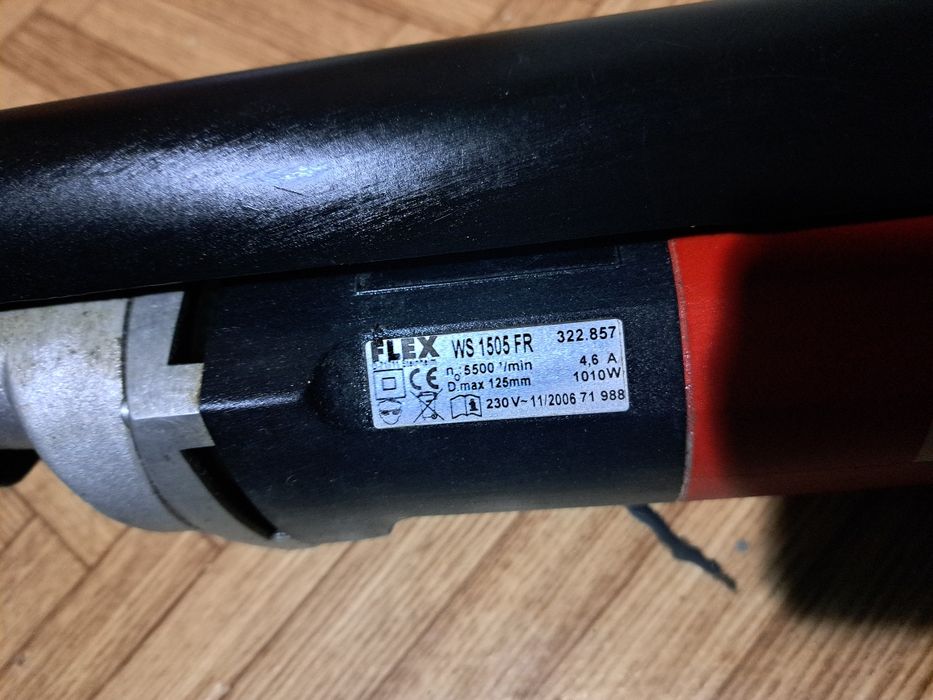 FLEX WS 1505 FR 322.857
n₀:5500 ¹/min 4,6 A
D.max 125mm 1010W
CE
230 V~ 11/2006 71 988